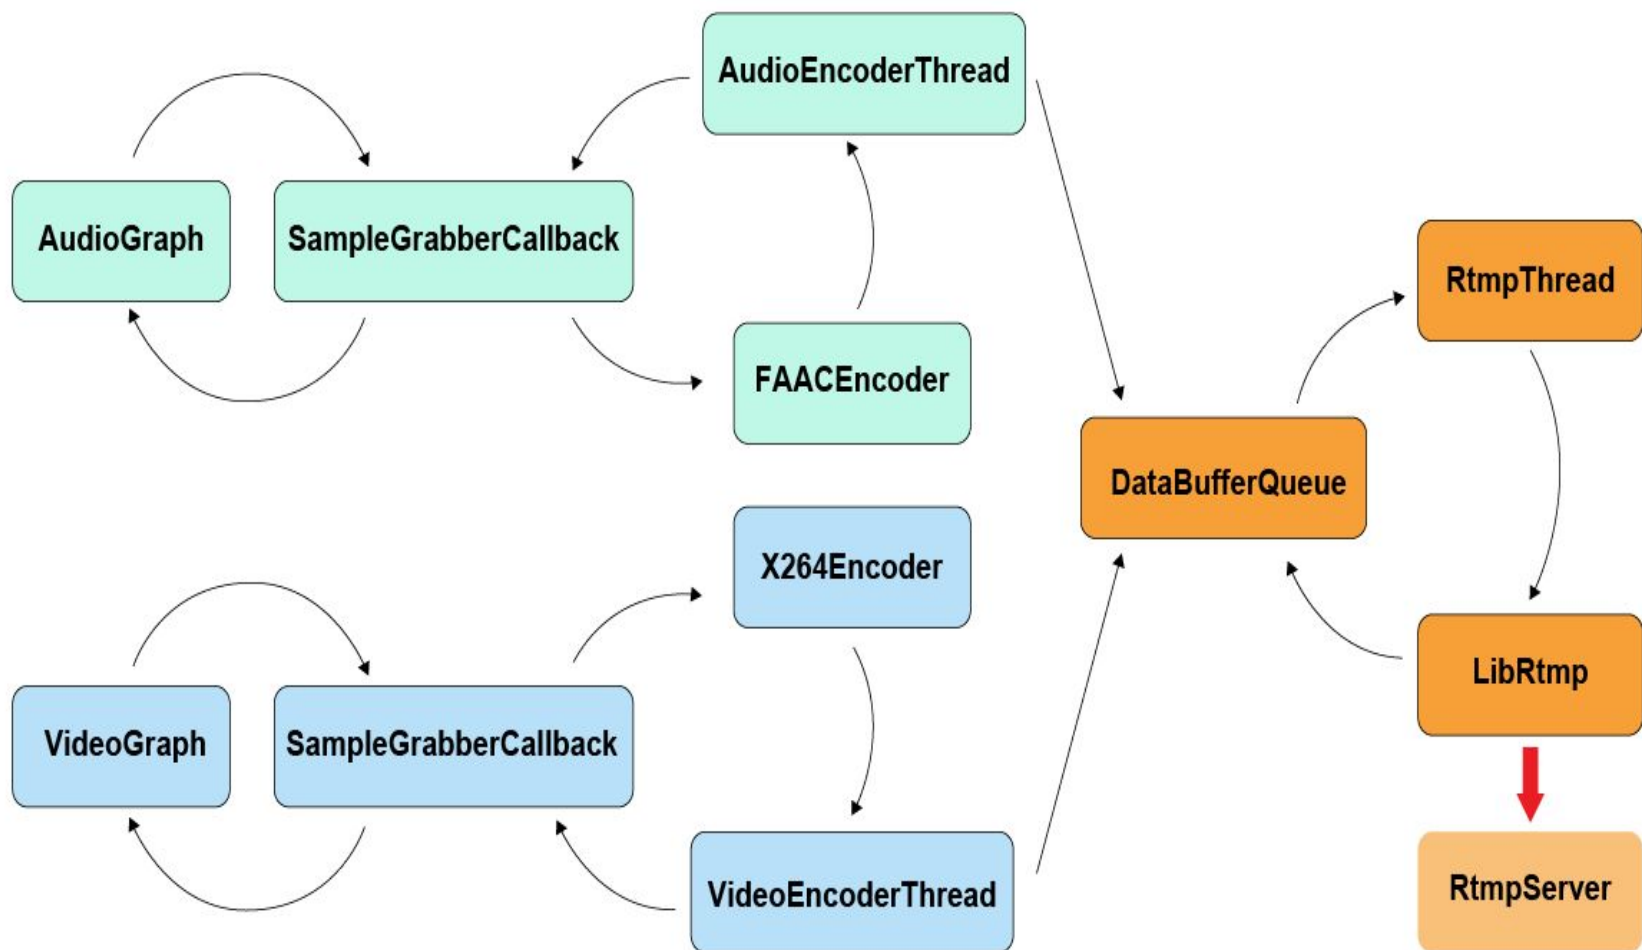 AudioEncoderThread
AudioGraph
SampleGrabberCallback
RtmpThread
FAACEncoder
DataBufferQueue
X264Encoder
LibRtmp
VideoGraph
SampleGrabberCallback
VideoEncoderThread
RtmpServer